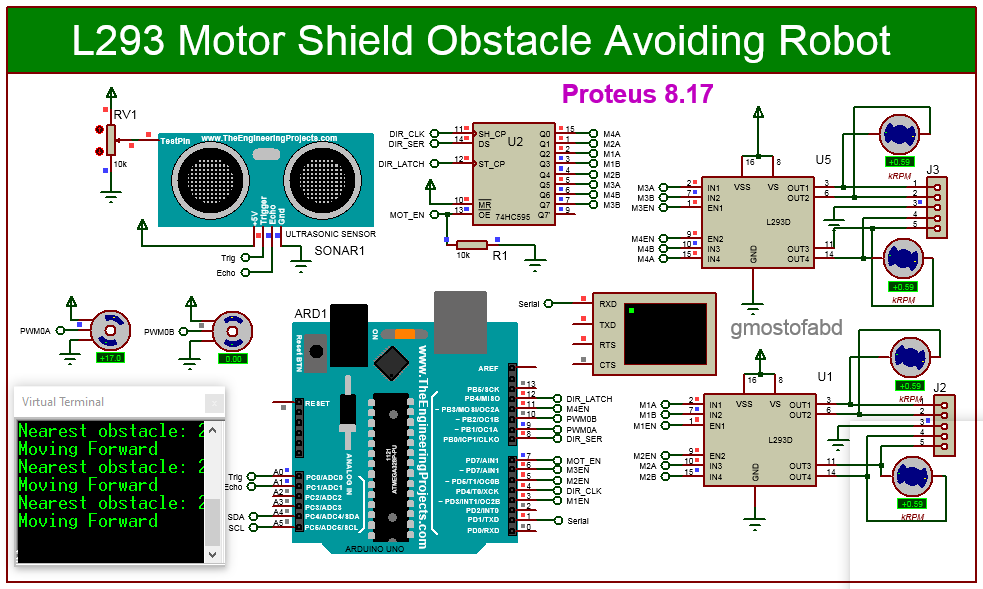 L293 Motor Shield Obstacle Avoiding Robot
Proteus 8.17
RV1
10k
TestPin
www.TheEngineeringProjects.com
+5V
Trigger
Echo
Gnd
ULTRASONIC SENSOR
SONAR1
Trig
Echo
DIR_CLK
DIR_SER
DIR_LATCH
MOT_EN
11
14
12
10
13
SH_CP
DS
ST_CP
MR
OE
U2
74HC595
Q0
Q1
Q2
Q3
Q4
Q5
Q6
Q7
Q7'
15
1
2
3
4
5
6
7
9
M4A
M2A
M1A
M1B
M2B
M3A
M4B
M3B
10k
R1
U5
16
8
VSS
VS
M3A
M3B
M3EN
M4EN
M4B
M4A
2
7
1
9
10
15
IN1
IN2
EN1
EN2
IN3
IN4
L293D
GND
OUT1
OUT2
OUT3
OUT4
3
6
11
14
+0.59
kRPM
J3
1
2
3
4
5
+0.59
kRPM
PWM0A
+17.0
PWM0B
0.00
ARD1
Reset BTN
ON
www.TheEngineeringProjects.com
RESET
ANALOG IN
1121
ATMEGA328P-PU
AREF
PB5/SCK
PB4/MISO
~ PB3/MOSI/OC2A
~ PB2/OC1B
~ PB1/OC1A
PB0/ICP1/CLKO
PD7/AIN1
~ PD6/AIN0
~ PD5/T1/OC0B
PD4/T0/XCK
~ PD3/INT1/OC2B
PD2/INT0
PD1/TXD
PD0/RXD
13
12
11
10
9
8
7
6
5
4
3
2
1
0
DIR_LATCH
M4EN
PWM0B
PWM0A
DIR_SER
MOT_EN
M3EN
M2EN
DIR_CLK
M1EN
Serial
Trig
Echo
SDA
SCL
A0
A1
A2
A3
A4
A5
PC0/ADC0
PC1/ADC1
PC2/ADC2
PC3/ADC3
PC4/ADC4/SDA
PC5/ADC5/SCL
ARDUINO UNO
Serial
RXD
TXD
RTS
CTS
gmostofabd
U1
16
8
VSS
VS
M1A
M1B
M1EN
M2EN
M2A
M2B
2
7
1
9
10
15
IN1
IN2
EN1
EN2
IN3
IN4
L293D
GND
OUT1
OUT2
OUT3
OUT4
3
6
11
14
+0.59
kRPM
J2
1
2
3
4
5
+0.59
kRPM
Virtual Terminal
x
Nearest obstacle: 2
Moving Forward
Nearest obstacle: 2
Moving Forward
Nearest obstacle: 2
Moving Forward